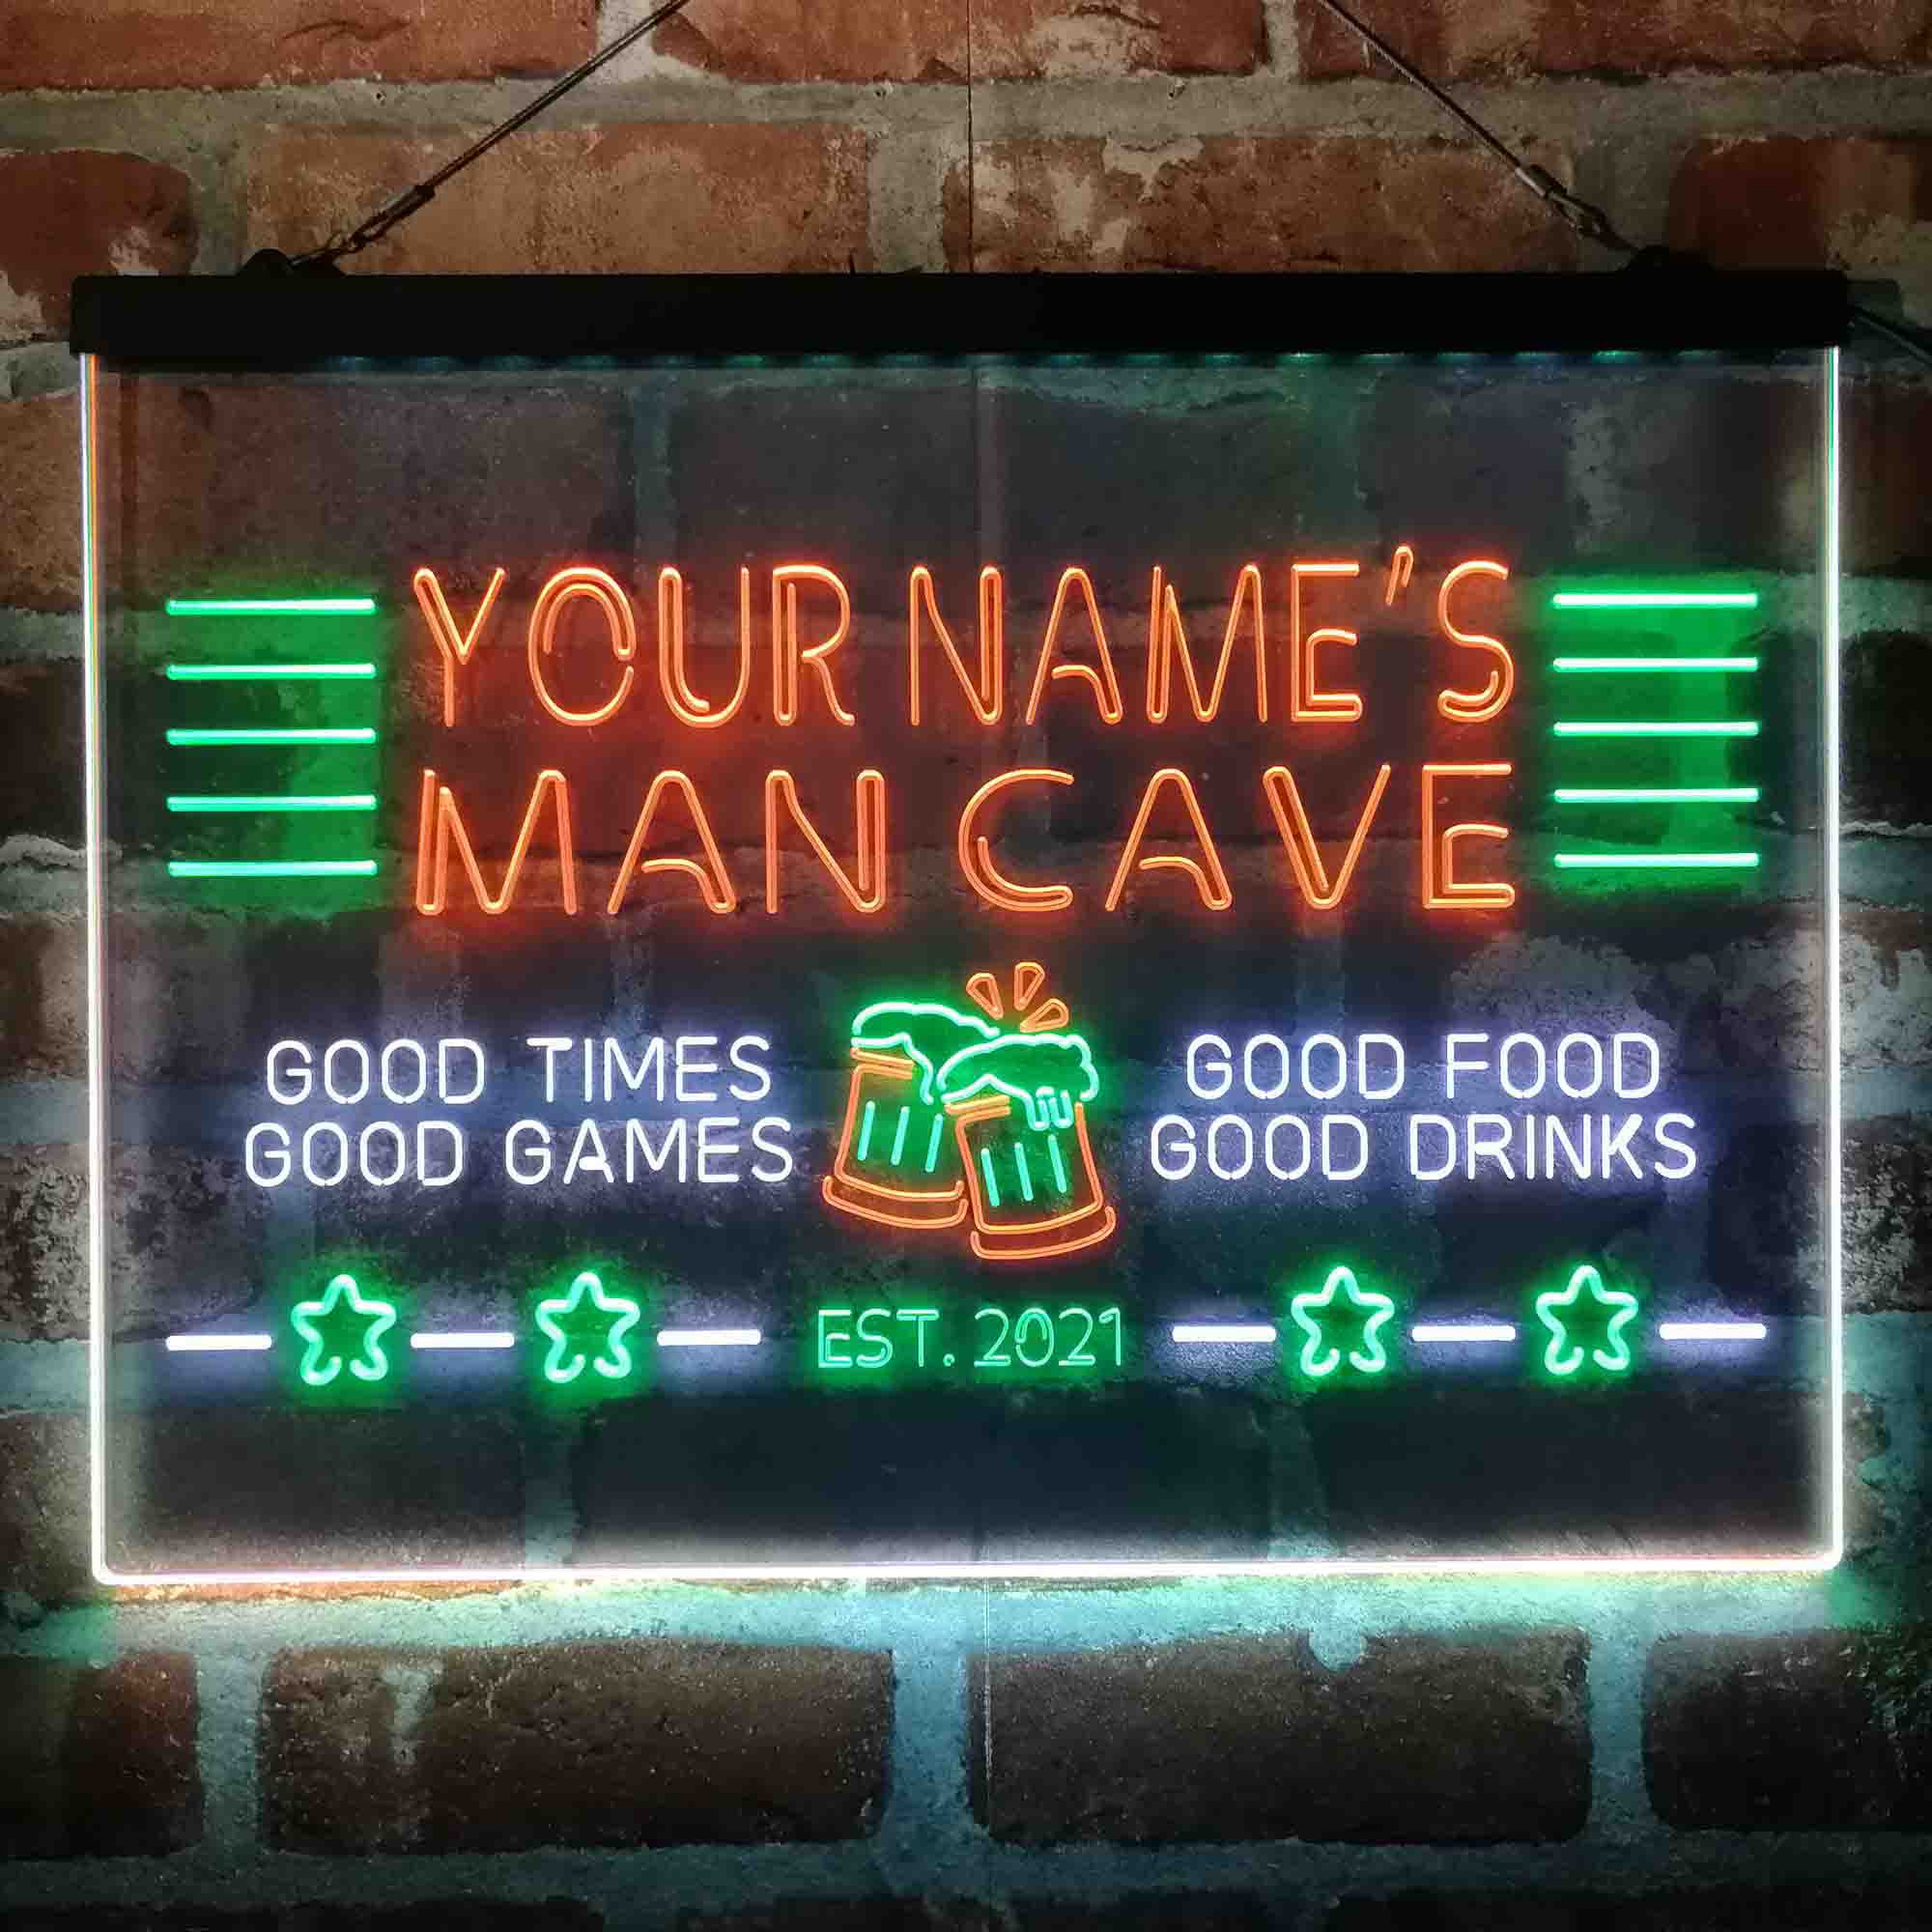 YOUR NAME'S
MAN CAVE
GOOD TIMES
GOOD GAMES
GOOD FOOD
GOOD DRINKS
EST. 2021